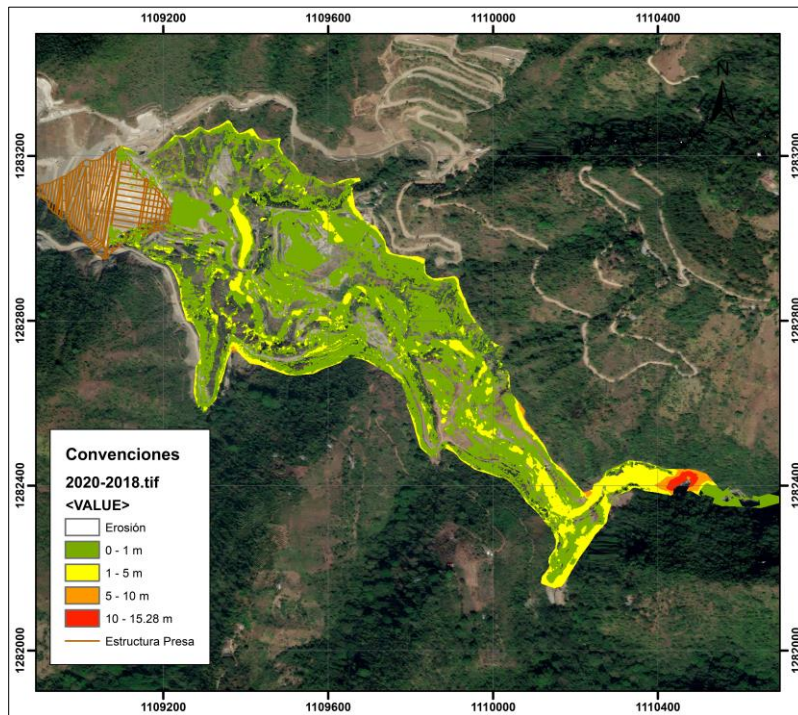 1109200 1109600 1110000 1110400
N
1283200 1283200
1282800 1282800
1282400 1282400
1282000 1282000
Convenciones
2020-2018.tif
<VALUE>
Erosión
0 - 1 m
1 - 5 m
5 - 10 m
10 - 15.28 m
Estructura Presa
1109200 1109600 1110000 1110400